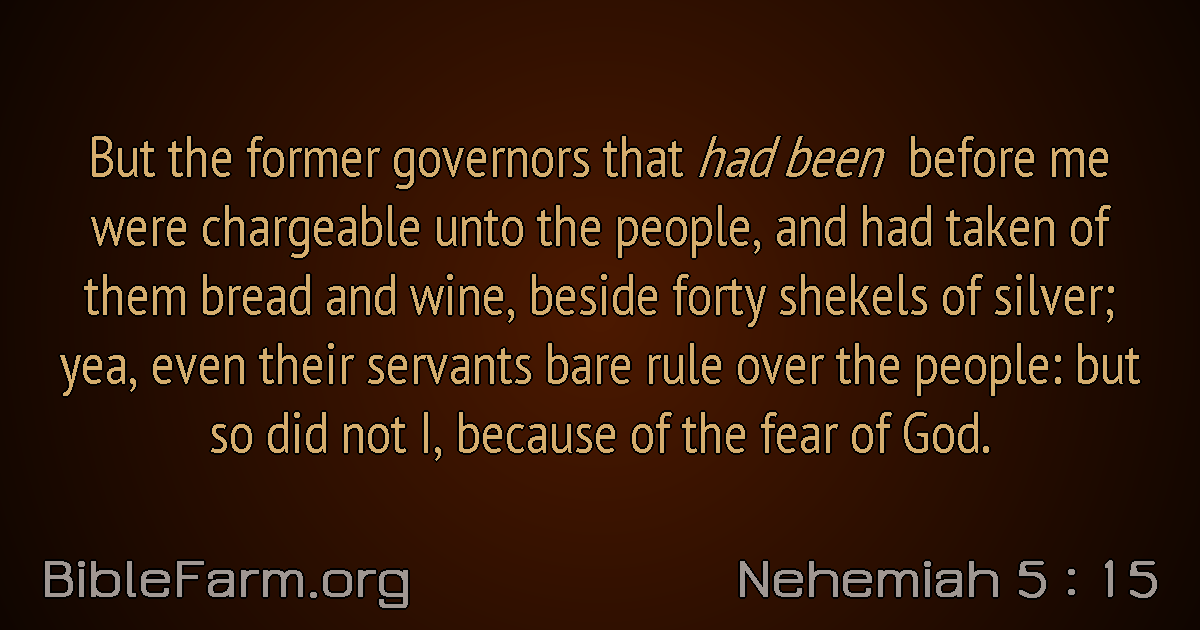 But the former governors that had been before me
were chargeable unto the people, and had taken of
them bread and wine, beside forty shekels of silver;
yea, even their servants bare rule over the people: but
so did not I, because of the fear of God.
BibleFarm.org
Nehemiah 5 : 15